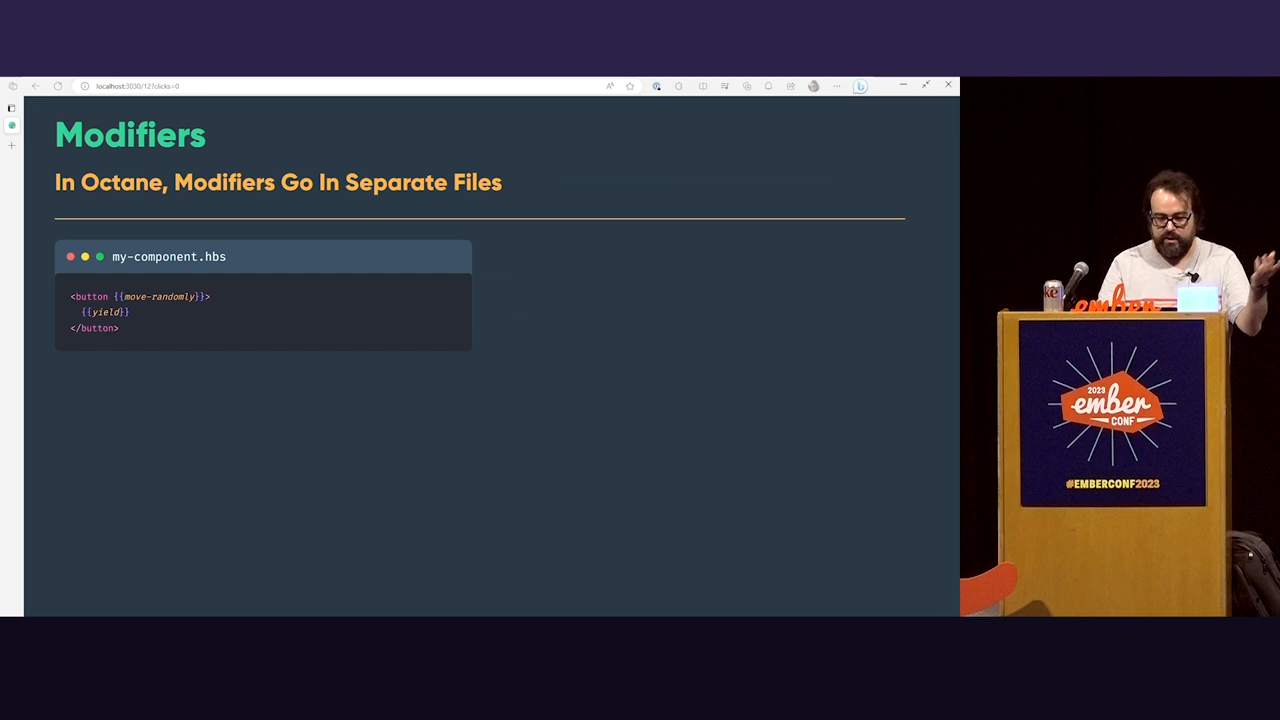 localhost:3030/12?clicks=0
Modifiers
In Octane, Modifiers Go In Separate Files
my-component.hbs
<button {{move-randomly}}>
{{yield}}
</button>
ember
2023
ember
CONF
#EMBERCONF2023